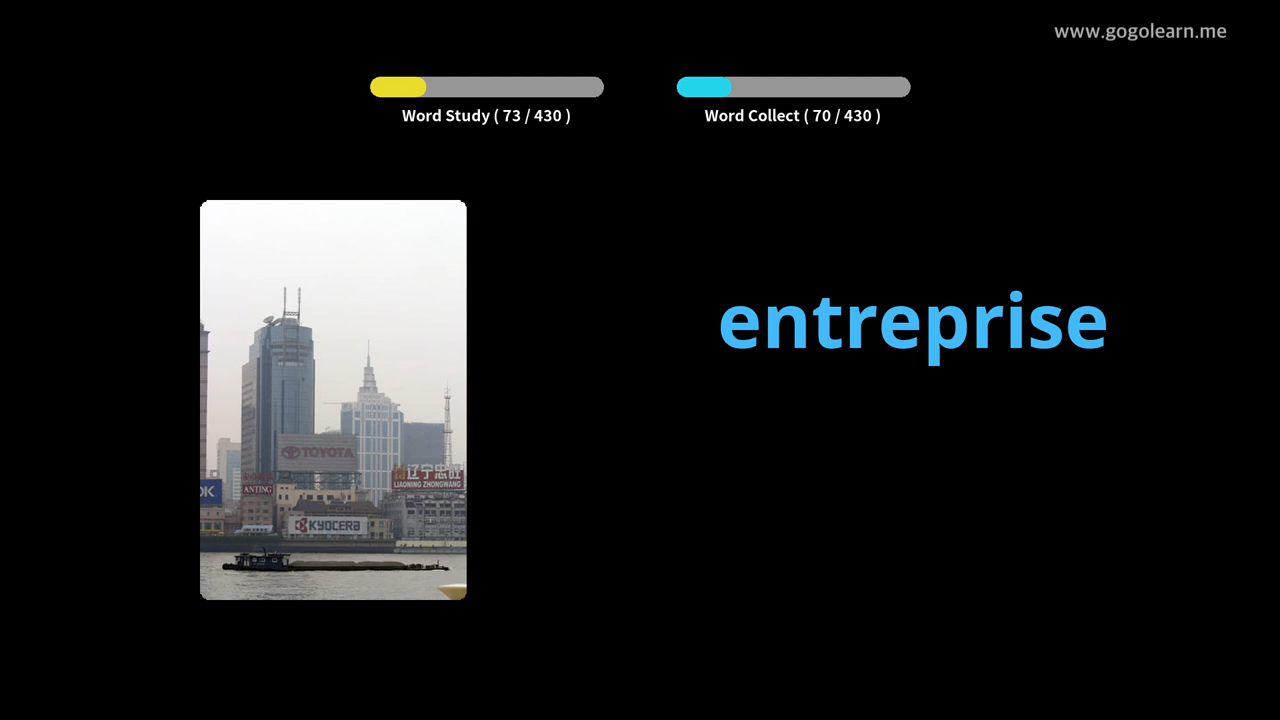 www.gogolearn.me
Word Study ( 73 / 430 )
Word Collect ( 70 / 430 )
entreprise
TOYOTA
辽宁忠旺
LIAONING ZHONGWANG
ANTING
KYOCERA